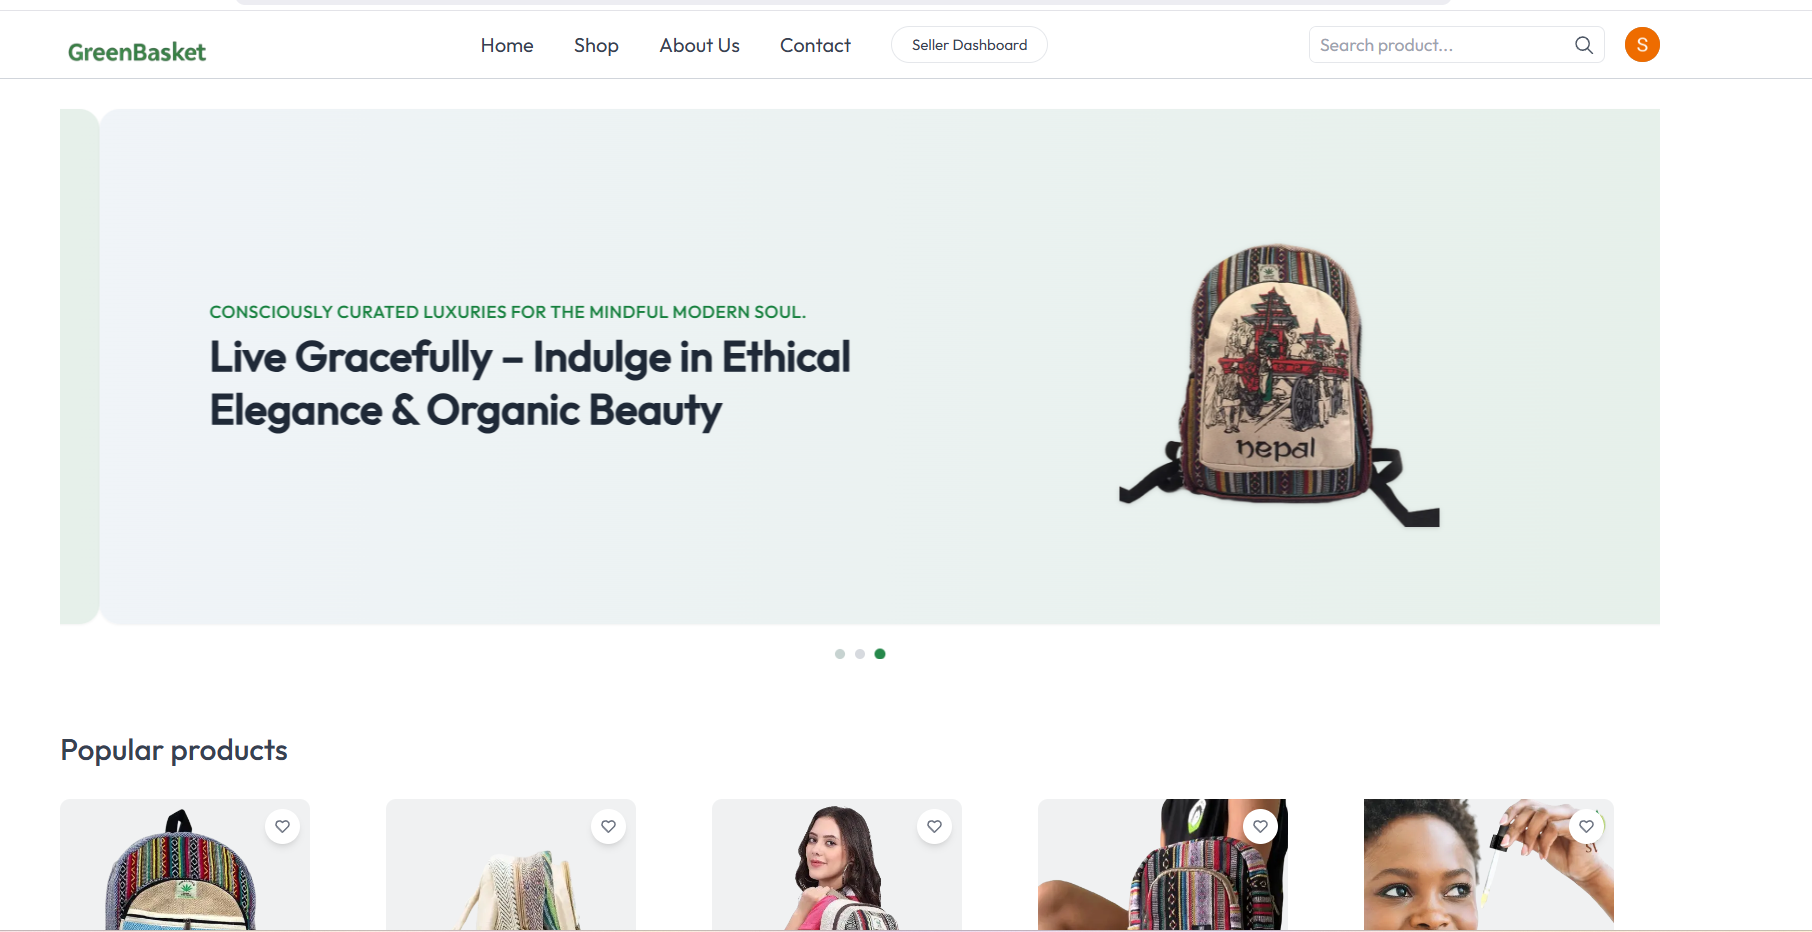 GreenBasket
Home
Shop
About Us
Contact
Seller Dashboard
Search product...
S
CONSCIOUSLY CURATED LUXURIES FOR THE MINDFUL MODERN SOUL.
Live Gracefully – Indulge in Ethical
Elegance & Organic Beauty
nepal
Popular products